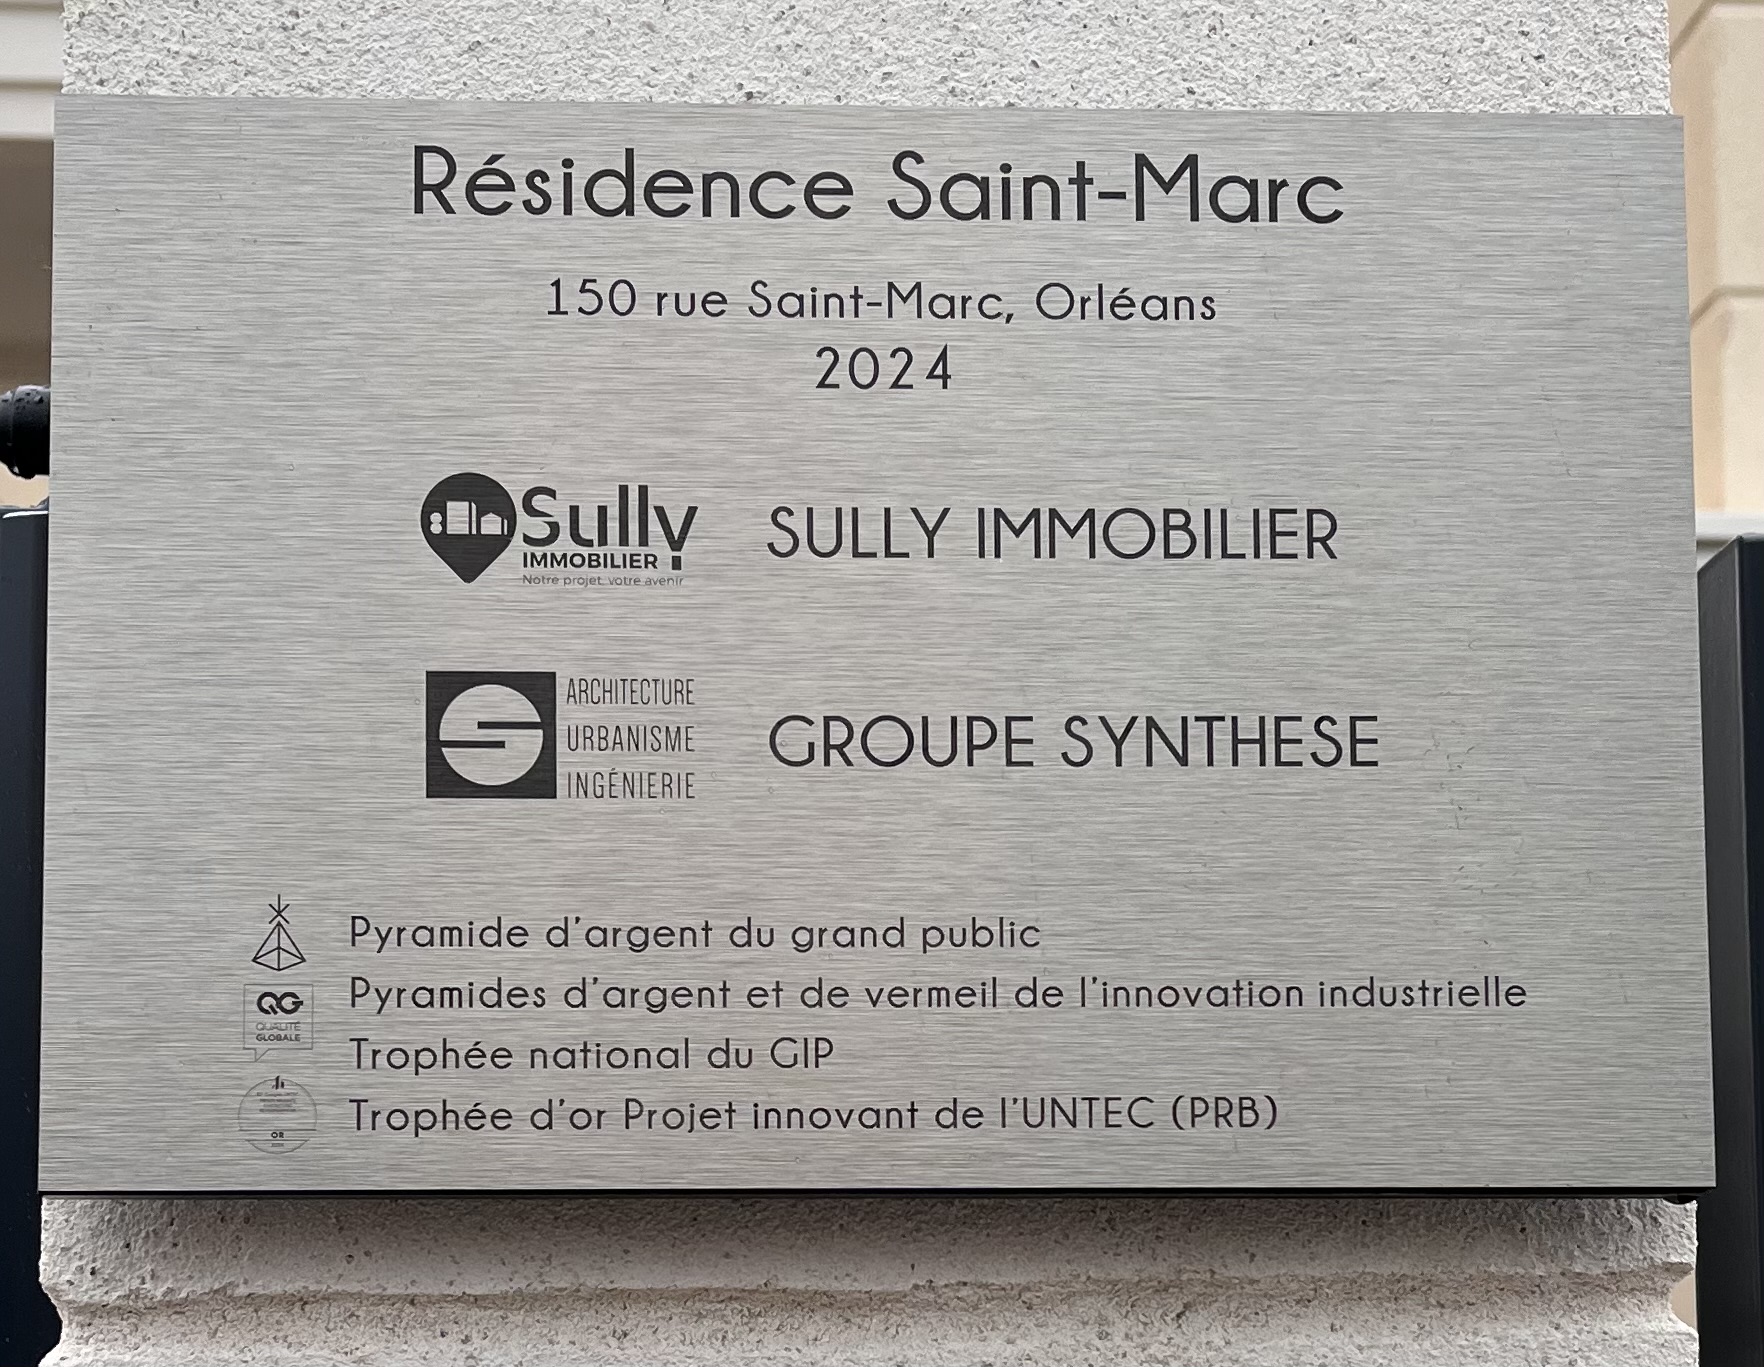 Résidence Saint-Marc
150 rue Saint-Marc, Orléans
2024
Sully
IMMOBILIER
Notre projet votre avenir
SULLY IMMOBILIER
ARCHITECTURE
URBANISME
INGÉNIERIE
GROUPE SYNTHESE
Pyramide d'argent du grand public
QG
QUALITÉ
GLOBALE
Pyramides d'argent et de vermeil de l'innovation industrielle
Trophée national du GIP
OR
Trophée d'or Projet innovant de l'UNTEC (PRB)